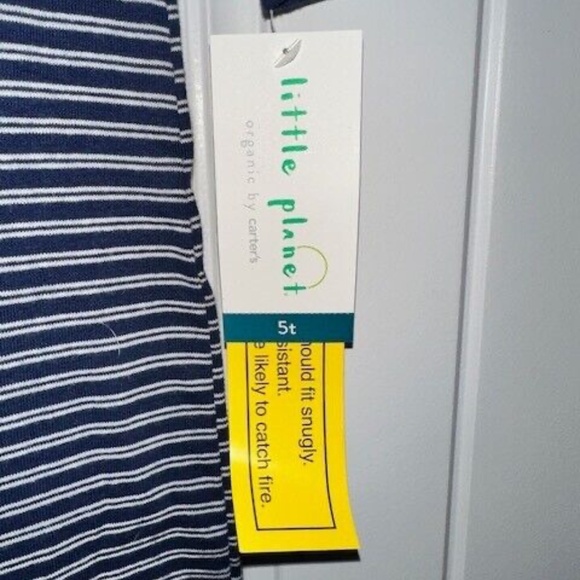 little planet
organic by carter's
5t
hould fit snugly.
sistant.
e likely to catch fire.